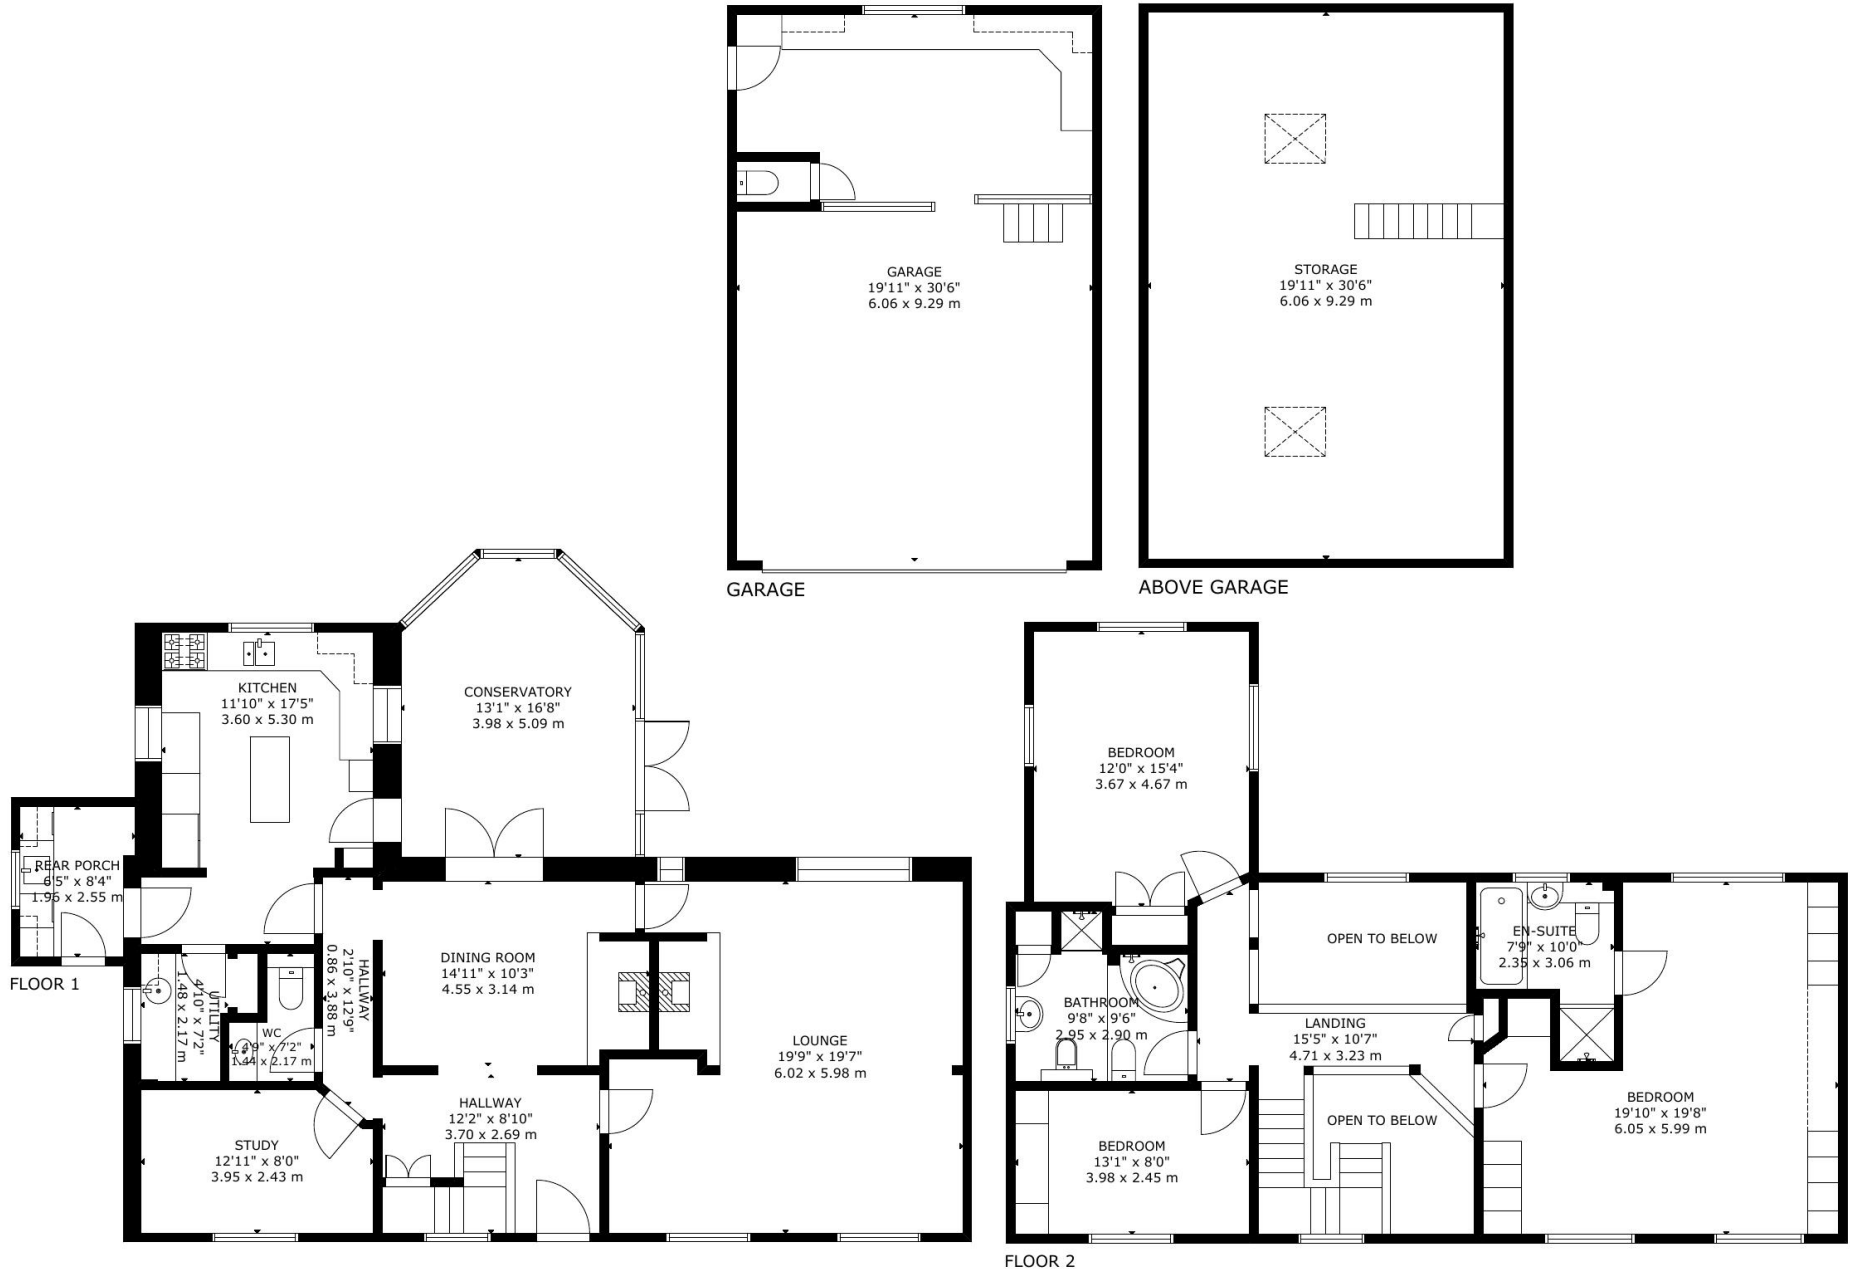 GARAGE
19'11" x 30'6"
6.06 x 9.29 m
GARAGE
STORAGE
19'11" x 30'6"
6.06 x 9.29 m
ABOVE GARAGE
KITCHEN
11'10" x 17'5"
3.60 x 5.30 m
CONSERVATORY
13'1" x 16'8"
3.98 x 5.09 m
REAR PORCH
6'5" x 8'4"
1.96 x 2.55 m
DINING ROOM
14'11" x 10'3"
4.55 x 3.14 m
HALLWAY
2'10" x 12'9"
0.86 x 3.88 m
UTILITY
4'10" x 7'2"
1.48 x 2.17 m
WC
4'9" x 7'2"
1.44 x 2.17 m
LOUNGE
19'9" x 19'7"
6.02 x 5.98 m
HALLWAY
12'2" x 8'10"
3.70 x 2.69 m
STUDY
12'11" x 8'0"
3.95 x 2.43 m
FLOOR 1
BEDROOM
12'0" x 15'4"
3.67 x 4.67 m
OPEN TO BELOW
EN-SUITE
7'9" x 10'0"
2.35 x 3.06 m
BATHROOM
9'8" x 9'6"
2.95 x 2.90 m
LANDING
15'5" x 10'7"
4.71 x 3.23 m
BEDROOM
19'10" x 19'8"
6.05 x 5.99 m
OPEN TO BELOW
BEDROOM
13'1" x 8'0"
3.98 x 2.45 m
FLOOR 2